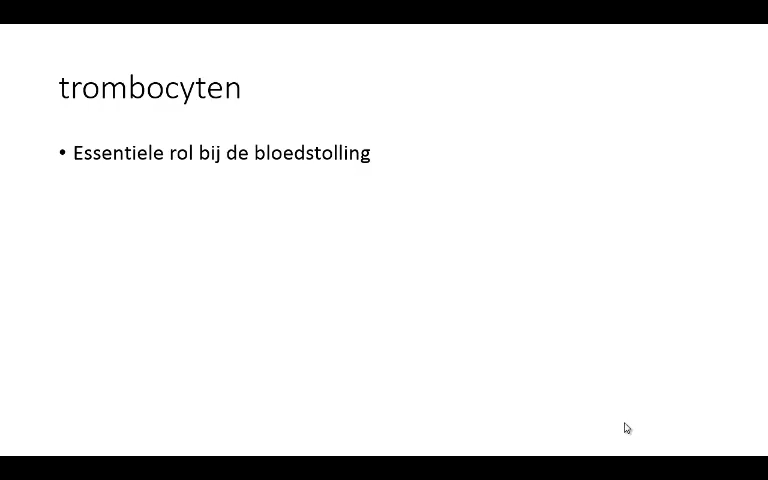 trombocyten
• Essentiele rol bij de bloedstolling